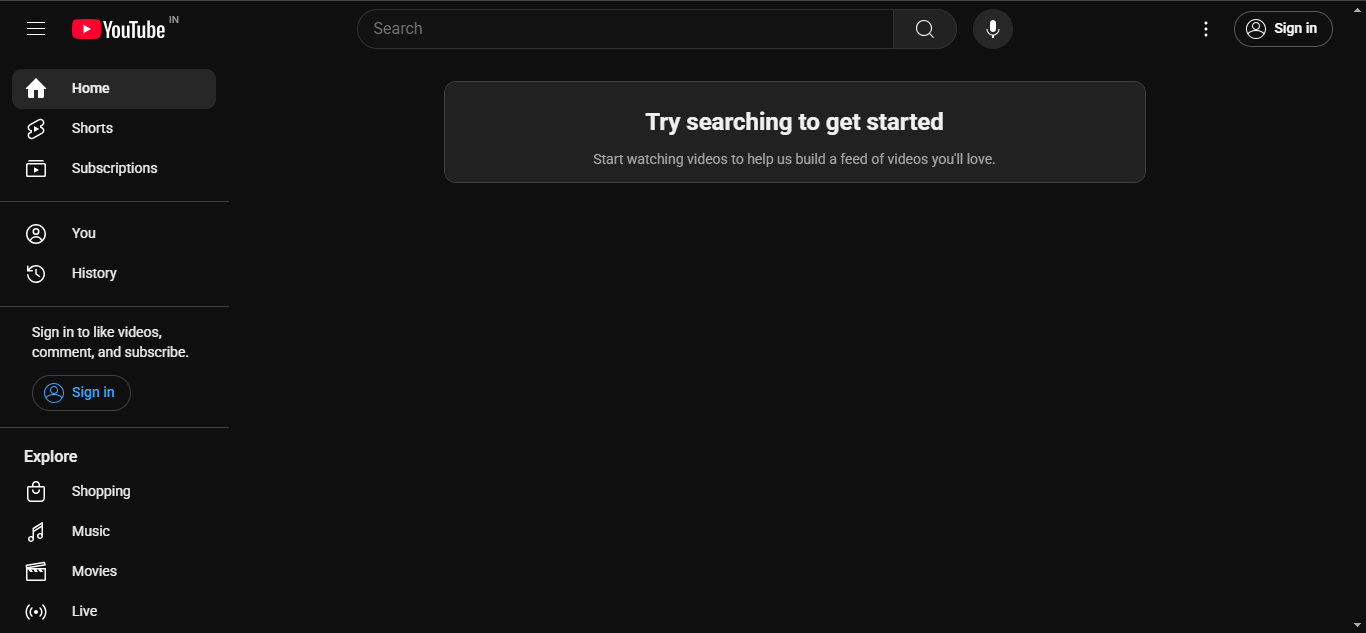 YouTube IN
Search
Sign in
Home
Shorts
Subscriptions
You
History
Sign in to like videos,
comment, and subscribe.
Sign in
Explore
Shopping
Music
Movies
Live
Try searching to get started
Start watching videos to help us build a feed of videos you'll love.